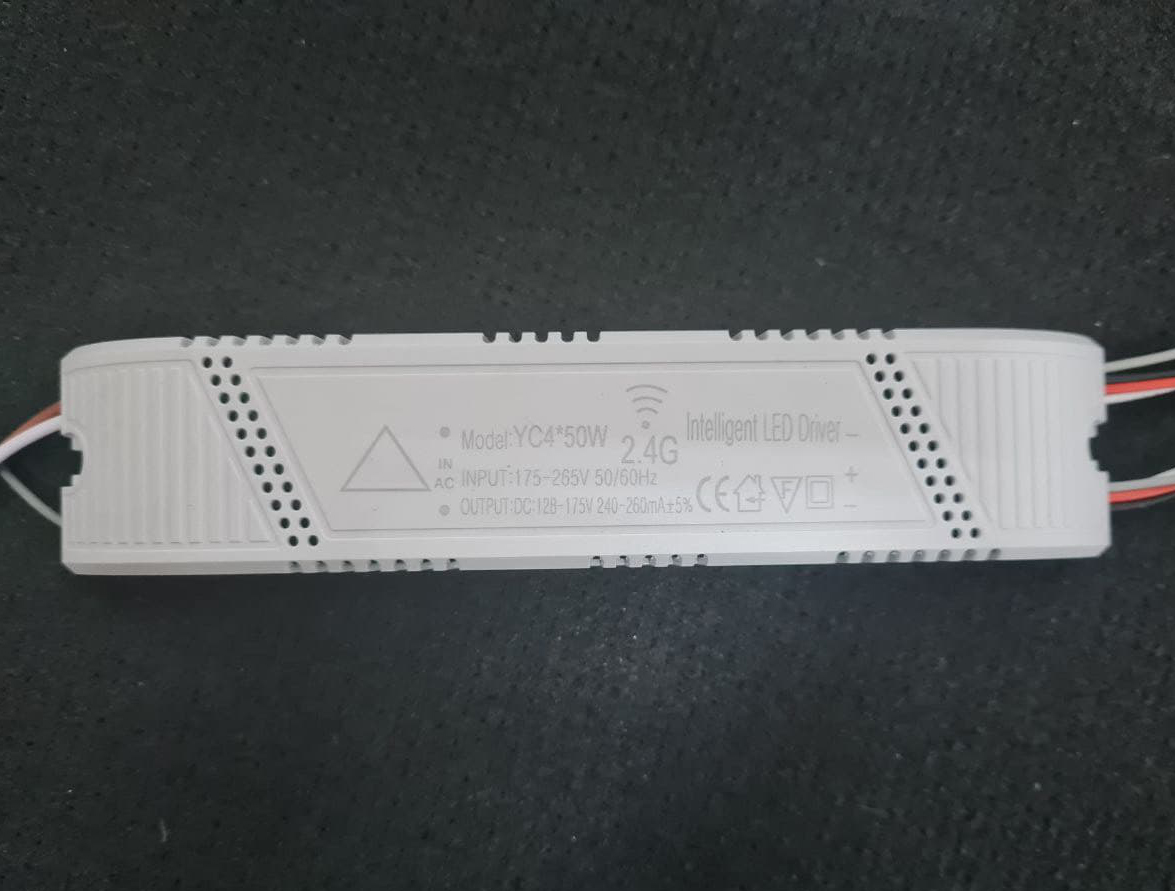 Model:YC4*50W
2.4G
Intelligent LED Driver
IN
AC
INPUT:175-265V 50/60Hz
OUTPUT:DC:128-175V 240-260mA±5%
CE
F
−
+
−